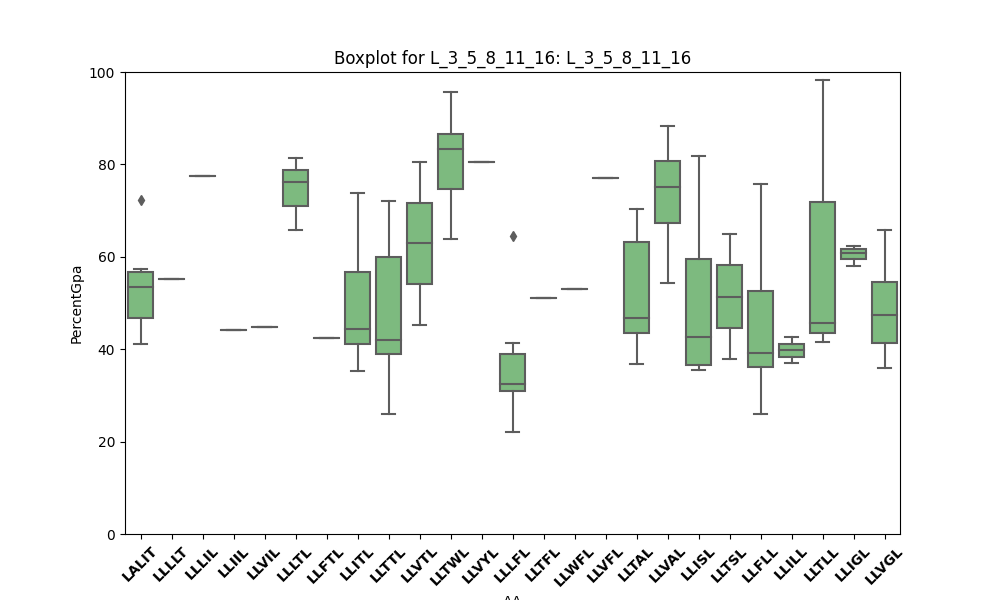 Boxplot for L_3_5_8_11_16: L_3_5_8_11_16
PercentGpa
100
80
60
40
20
0
LALIT LLLLT LLLIL LLIIL LLVIL LLLTL LLFTL LLITL LLTTL LLVTL LLTWL LLVYL LLLFL LLTFL LLWFL LLVFL LLTAL LLVAL LLISL LLTSL LLFLL LLILL LLTLL LLIGL LLVGL
AA